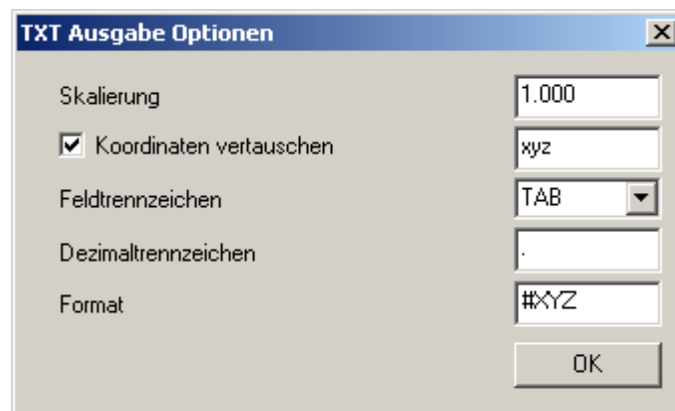 TXT Ausgabe Optionen
Skalierung 1.000
Koordinaten vertauschen xyz
Feldtrennzeichen TAB
Dezimaltrennzeichen .
Format #XYZ
OK